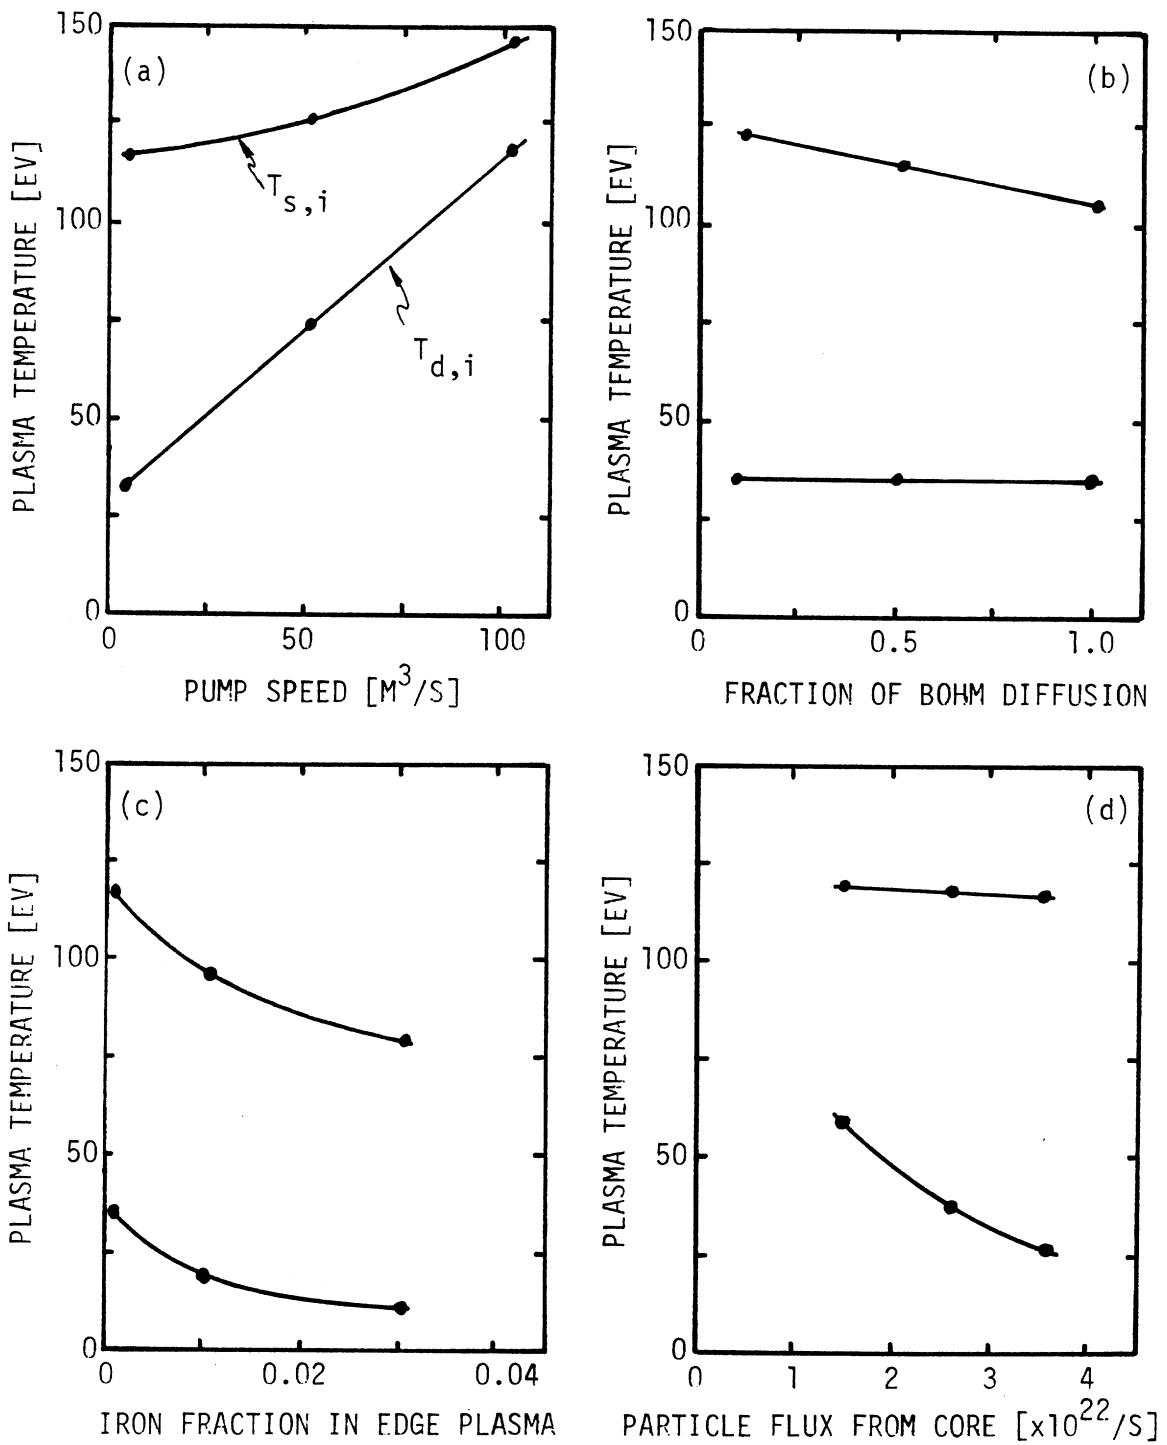 (a)
150
100
50
0
PLASMA TEMPERATURE [EV]
T_s,i
T_d,i
0 50 100
PUMP SPEED [M³/S]
(b)
150
100
50
0
PLASMA TEMPERATURE [EV]
0 0.5 1.0
FRACTION OF BOHM DIFFUSION
(c)
150
100
50
0
PLASMA TEMPERATURE [EV]
0 0.02 0.04
IRON FRACTION IN EDGE PLASMA
(d)
150
100
50
0
PLASMA TEMPERATURE [EV]
0 1 2 3 4
PARTICLE FLUX FROM CORE [x10²²/S]